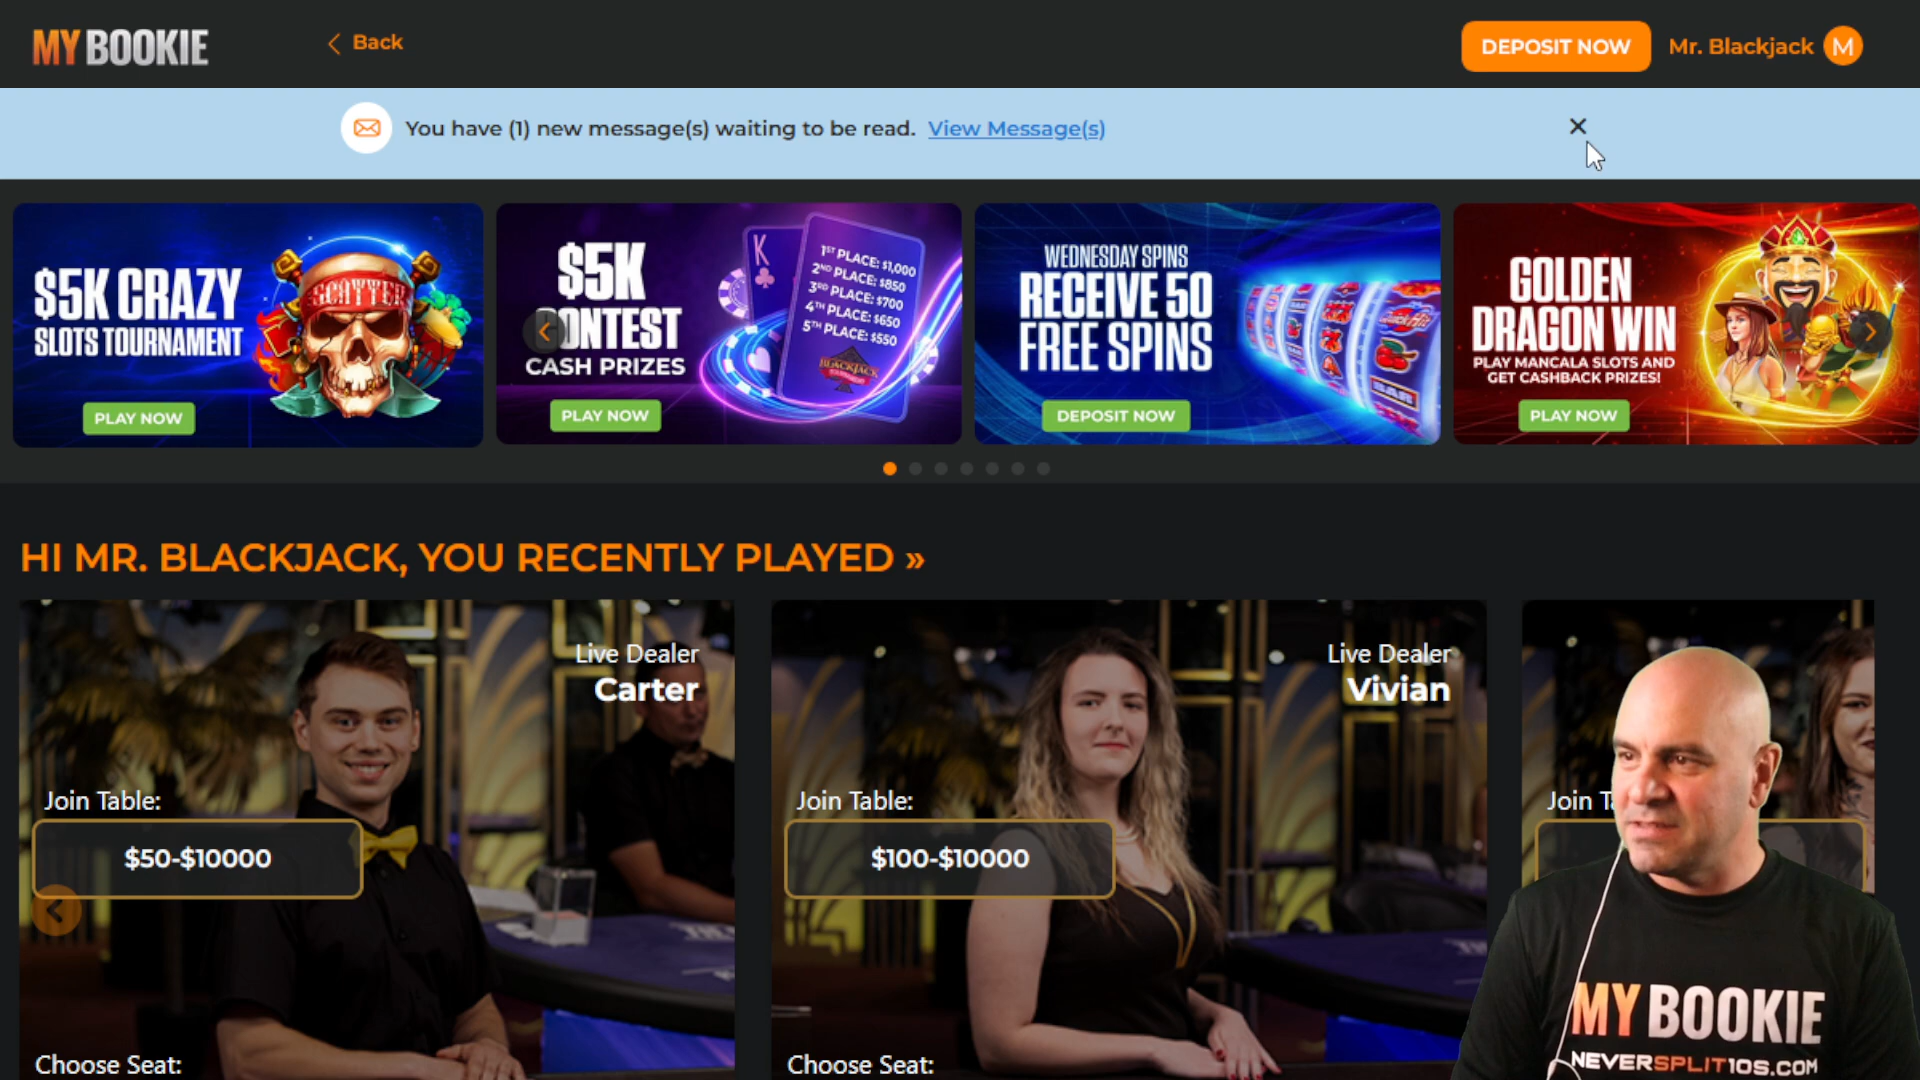 MYBOOKIE
Back
DEPOSIT NOW
Mr. Blackjack M
You have (1) new message(s) waiting to be read. View Message(s)
$5K CRAZY
SLOTS TOURNAMENT
SCATTER
PLAY NOW
$5K
CONTEST
CASH PRIZES
PLAY NOW
K
1ST PLACE: $1,000
2ND PLACE: $850
3RD PLACE: $700
4TH PLACE: $650
5TH PLACE: $550
BLACKJACK
TOURNAMENT
WEDNESDAY SPINS
RECEIVE 50
FREE SPINS
DEPOSIT NOW
GOLDEN
DRAGON WIN
PLAY MANCALA SLOTS AND
GET CASHBACK PRIZES!
PLAY NOW
HI MR. BLACKJACK, YOU RECENTLY PLAYED »
Live Dealer
Carter
Join Table:
$50-$10000
Choose Seat:
Live Dealer
Vivian
Join Table:
$100-$10000
Choose Seat:
Join T
MYBOOKIE
NEVERSPLIT10S.COM